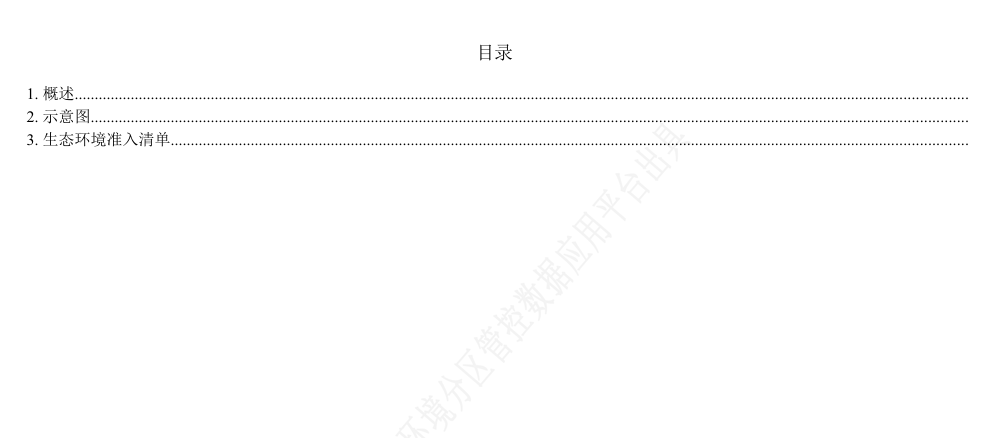 目录
1. 概述........................................................................................................................................................................................................................................
2. 示意图....................................................................................................................................................................................................................................
3. 生态环境准入清单................................................................................................................................................................................................................
环境分区管控数据应用平台出具